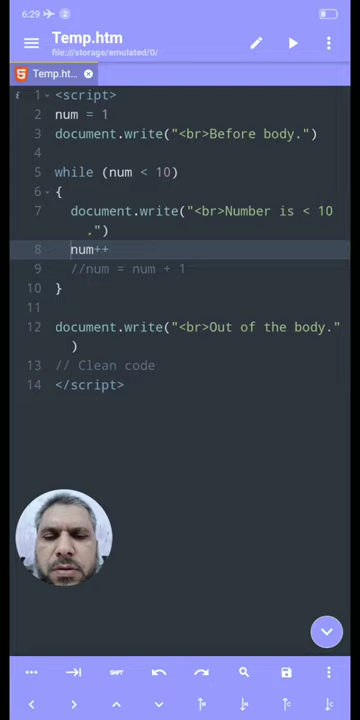 6:29 2
Temp.htm
file:///storage/emulated/0/
Temp.ht...
i 1 <script>
2 num = 1
3 document.write("<br>Before body.")
4
5 while (num < 10)
6 {
7 document.write("<br>Number is < 10
.")
8 num++
9 //num = num + 1
10 }
11
12 document.write("<br>Out of the body."
)
13 // Clean code
14 </script>
SHFT